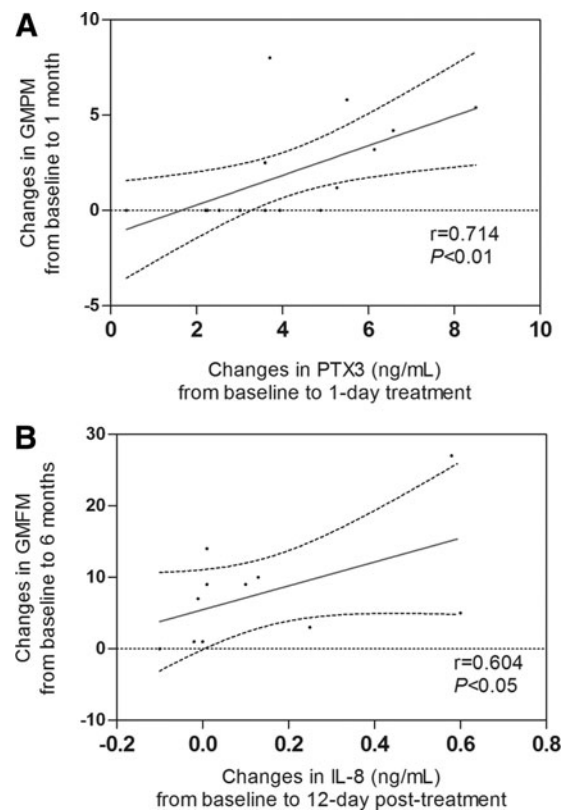 A
Changes in GMPM
from baseline to 1 month
10
5
0
-5
r=0.714
P<0.01
0
2
4
6
8
10
Changes in PTX3 (ng/mL)
from baseline to 1-day treatment
B
Changes in GMFM
from baseline to 6 months
30
20
10
0
-10
r=0.604
P<0.05
-0.2
0.0
0.2
0.4
0.6
0.8
Changes in IL-8 (ng/mL)
from baseline to 12-day post-treatment